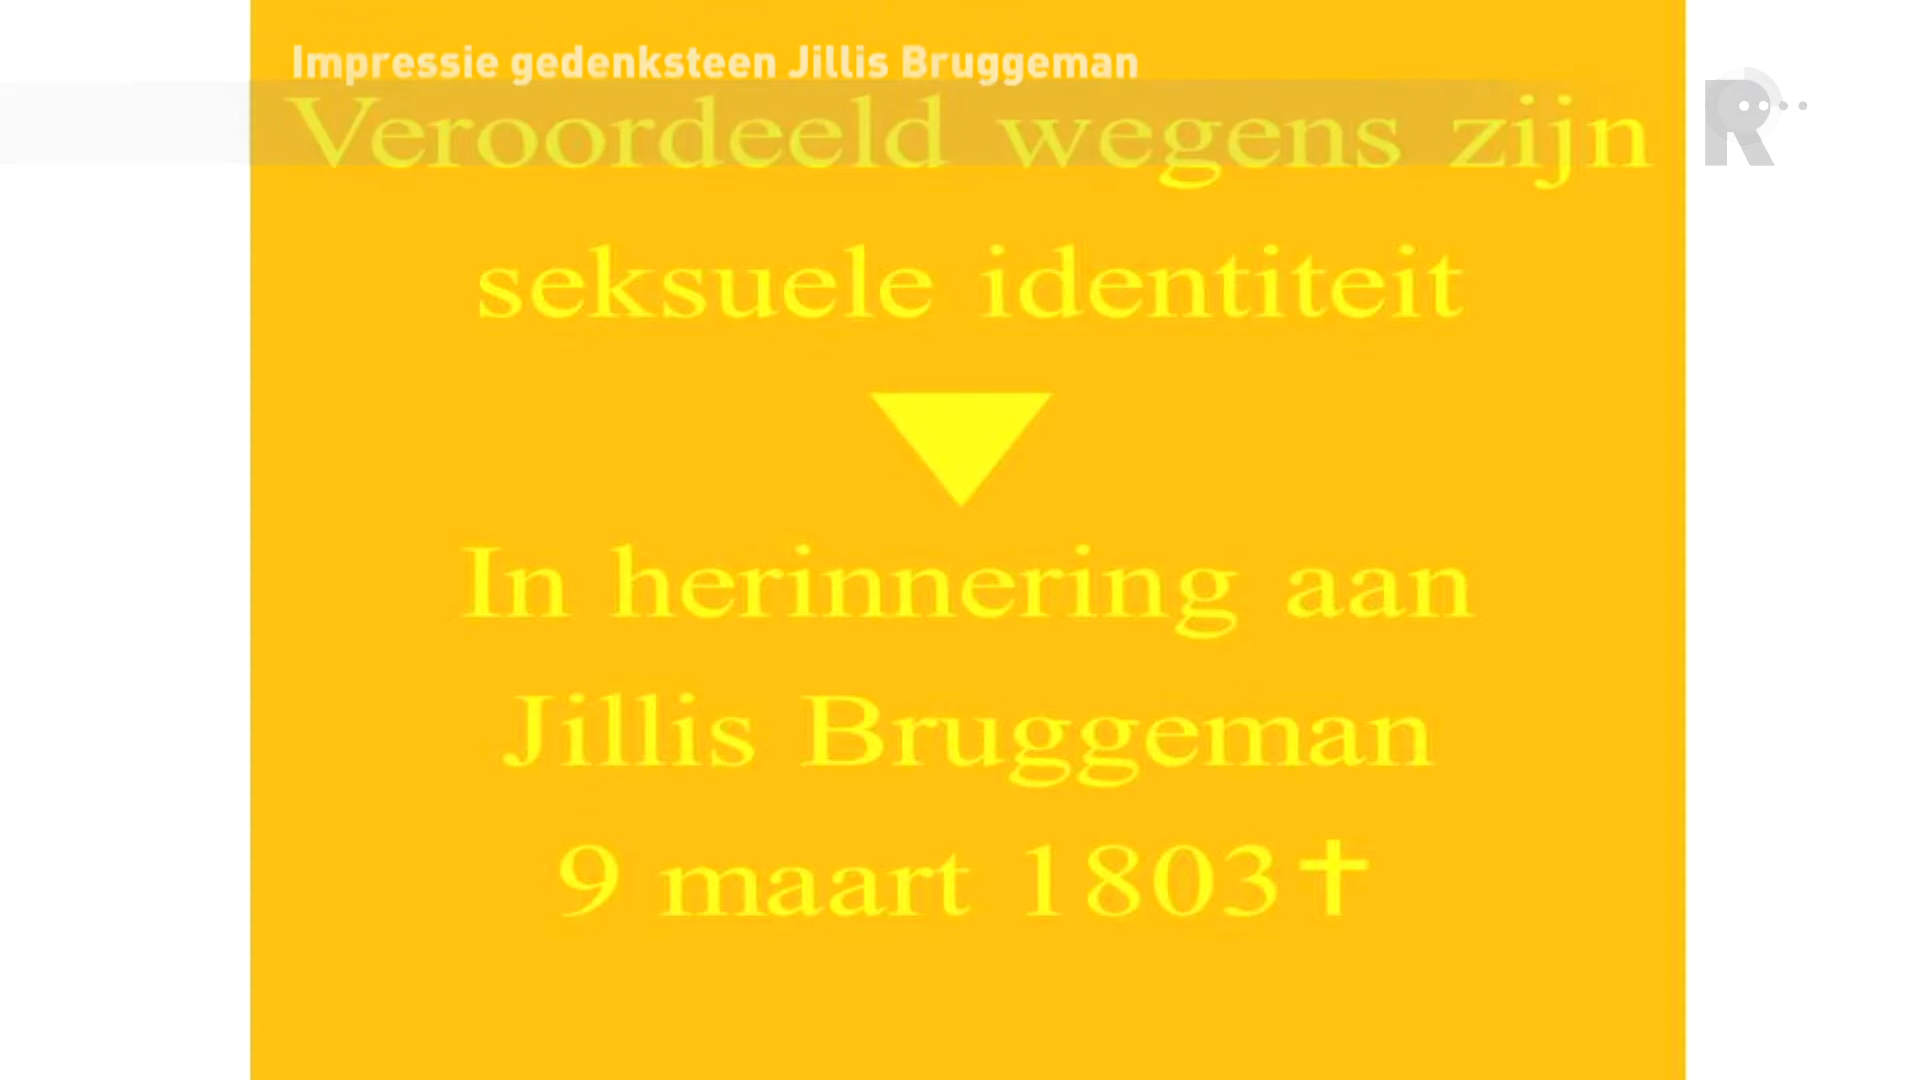 Impressie gedenksteen Jillis Bruggeman
Veroordeeld wegens zijn
seksuele identiteit
In herinnering aan
Jillis Bruggeman
9 maart 1803✝
R